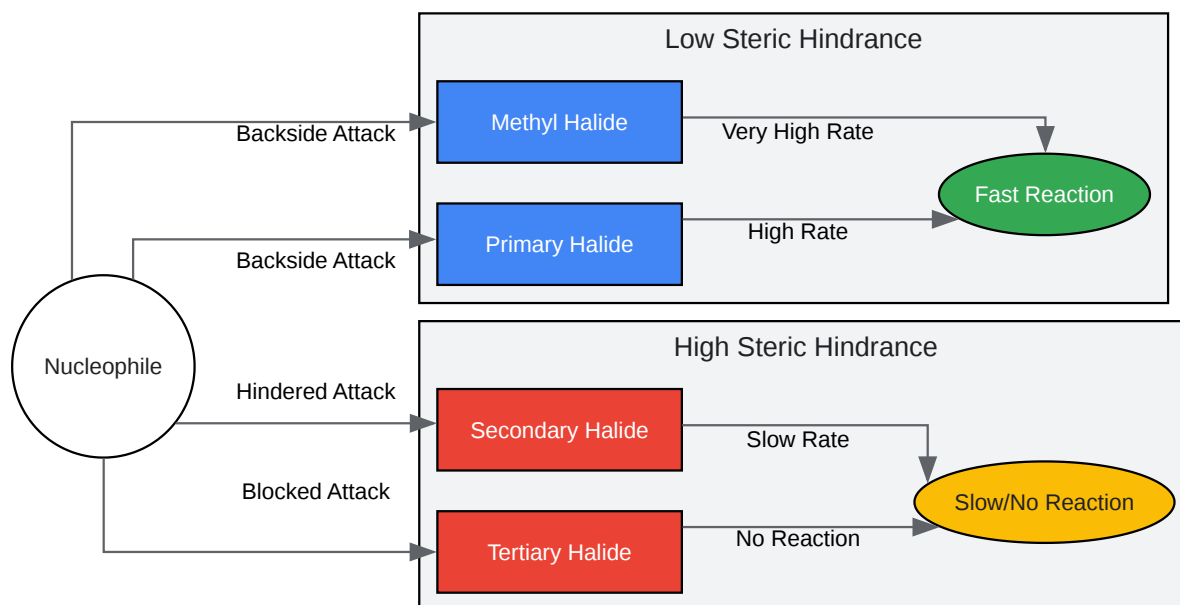 Low Steric Hindrance
Methyl Halide
Very High Rate
Backside Attack
Fast Reaction
Primary Halide
High Rate
Backside Attack
High Steric Hindrance
Nucleophile
Hindered Attack
Secondary Halide
Slow Rate
Blocked Attack
Slow/No Reaction
Tertiary Halide
No Reaction